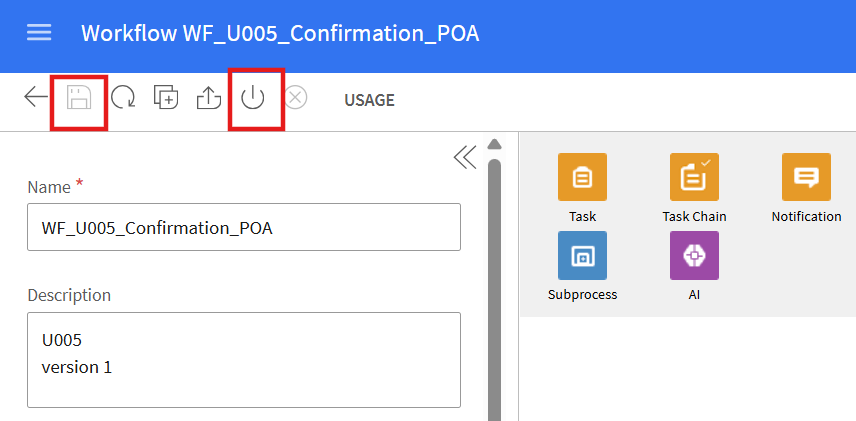 Workflow WF_U005_Confirmation_POA
USAGE
Name *
WF_U005_Confirmation_POA
Description
U005
version 1
Task
Task Chain
Notification
Subprocess
AI